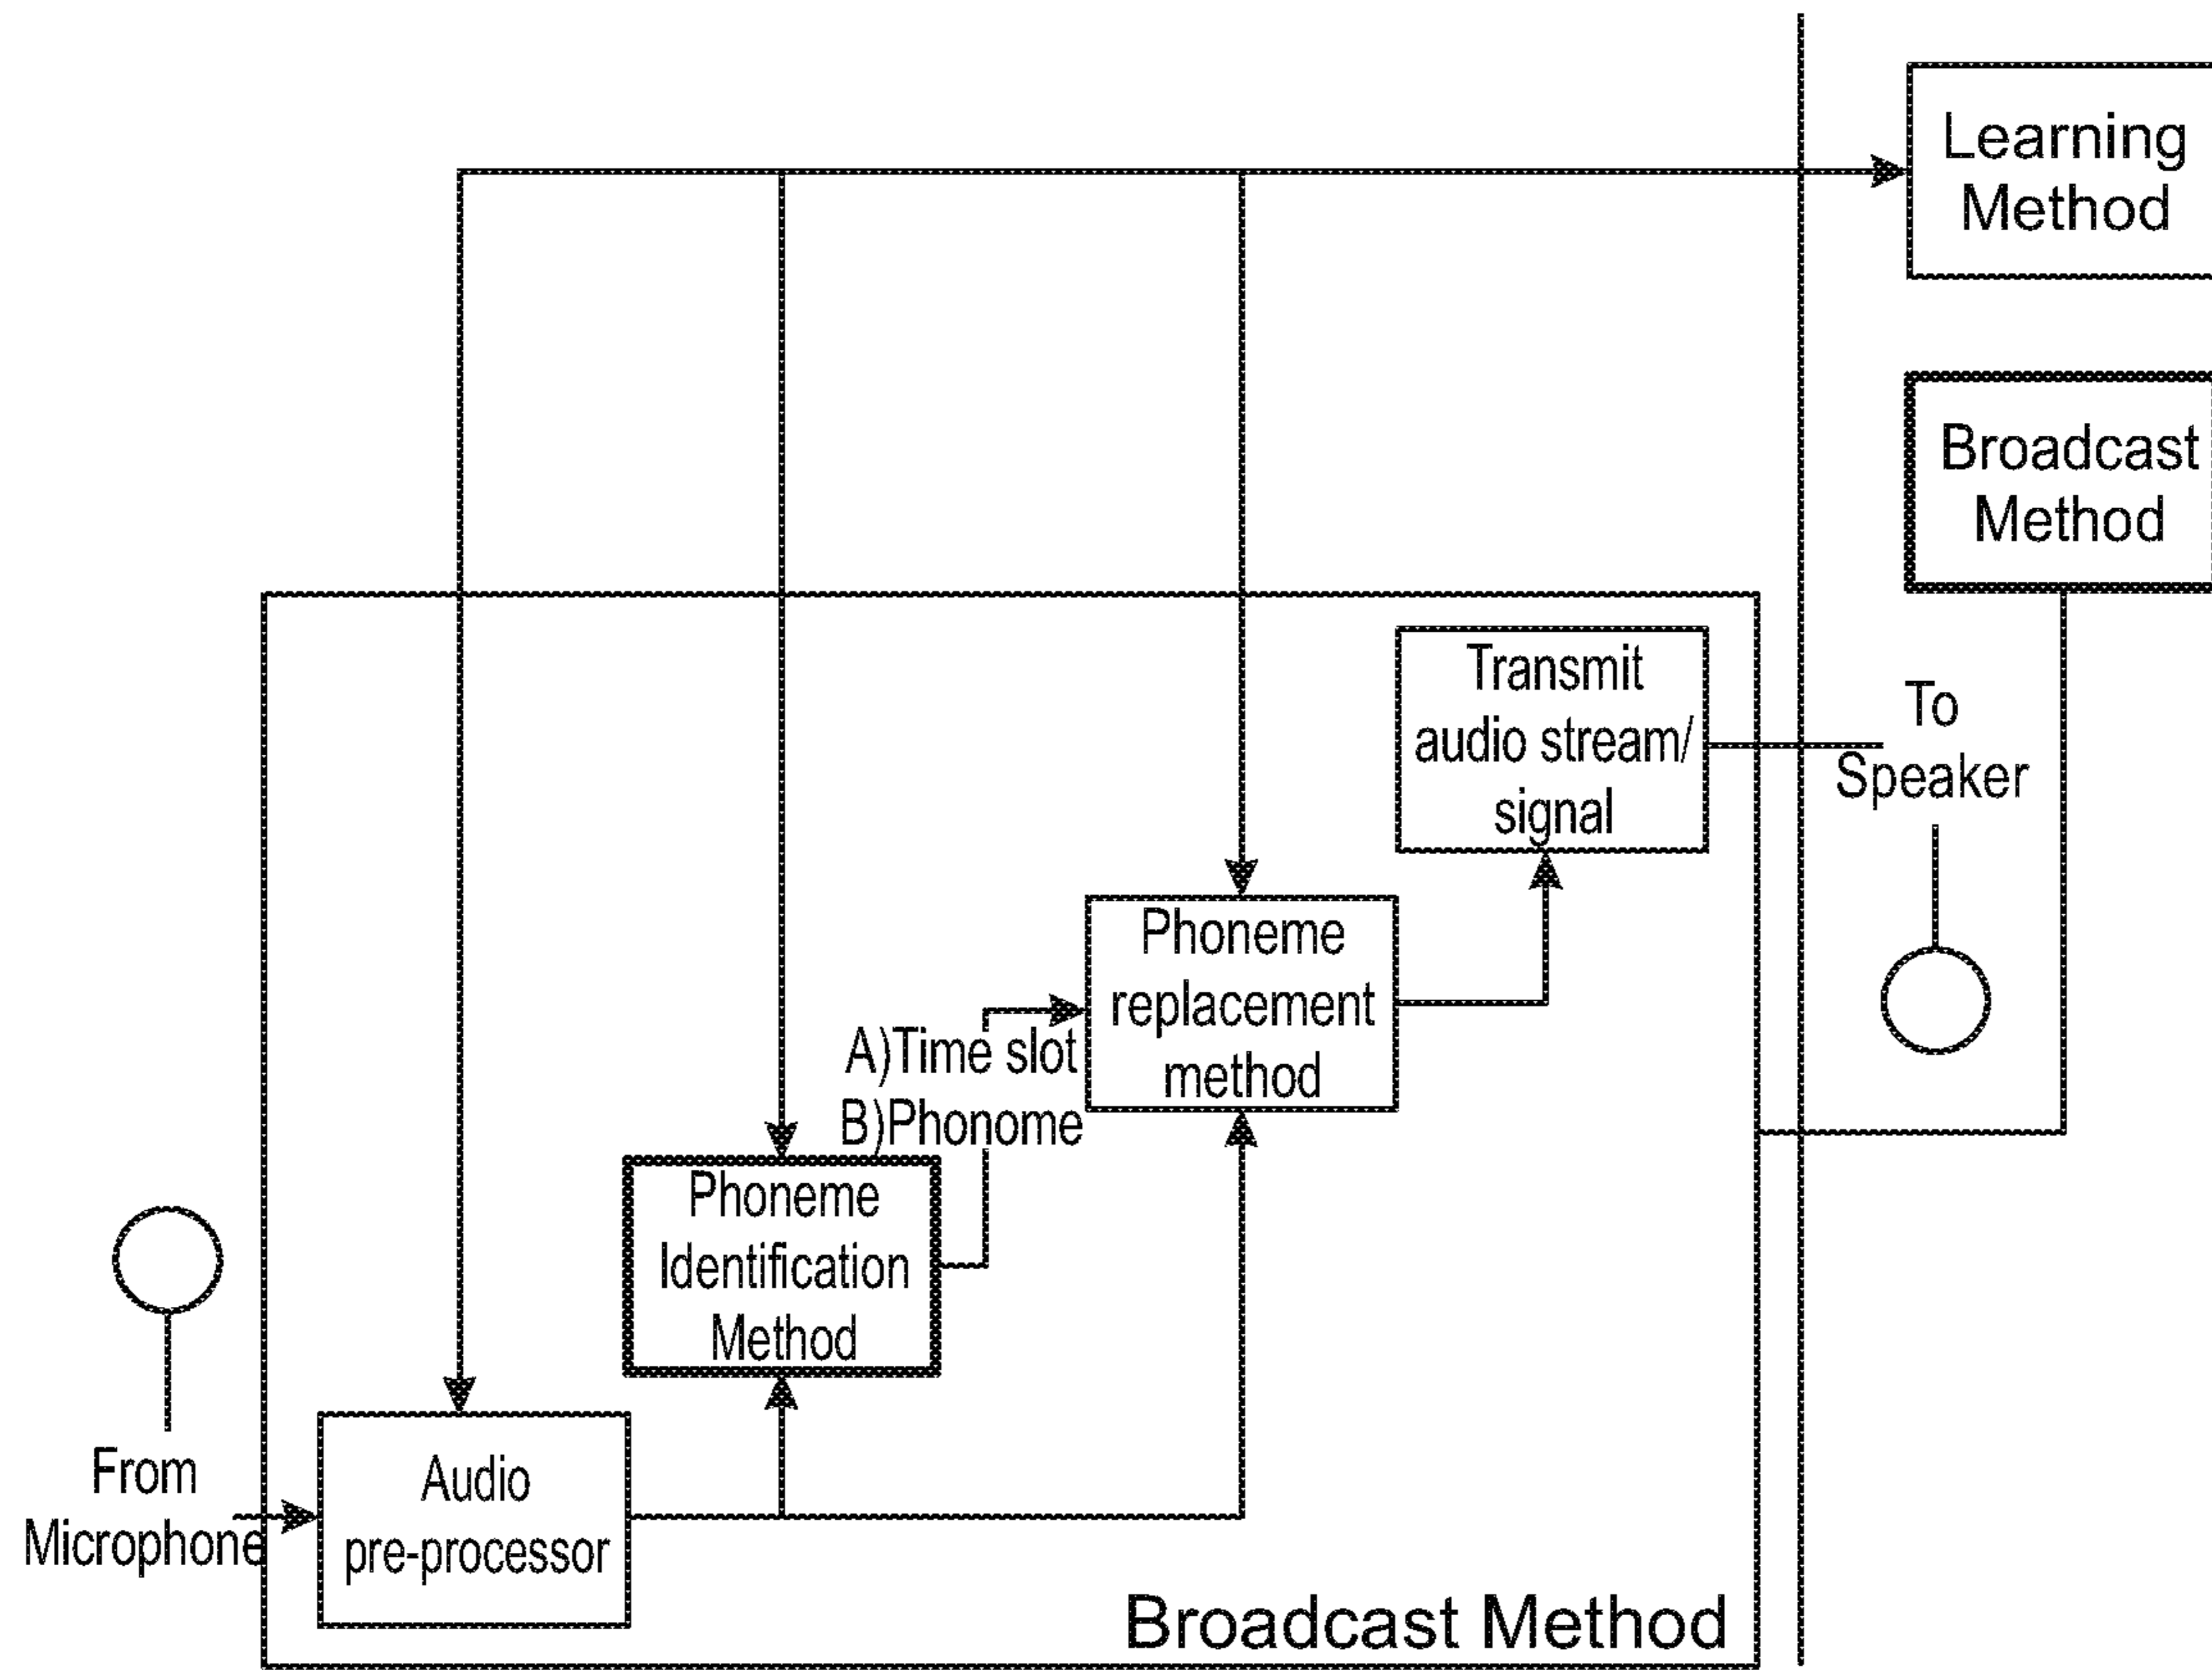 Learning
Method
Broadcast
Method
Transmit
audio stream/
signal
To
Speaker
Phoneme
replacement
method
A)Time slot
B)Phonome
Phoneme
Identification
Method
From
Microphone
Audio
pre-processor
Broadcast Method